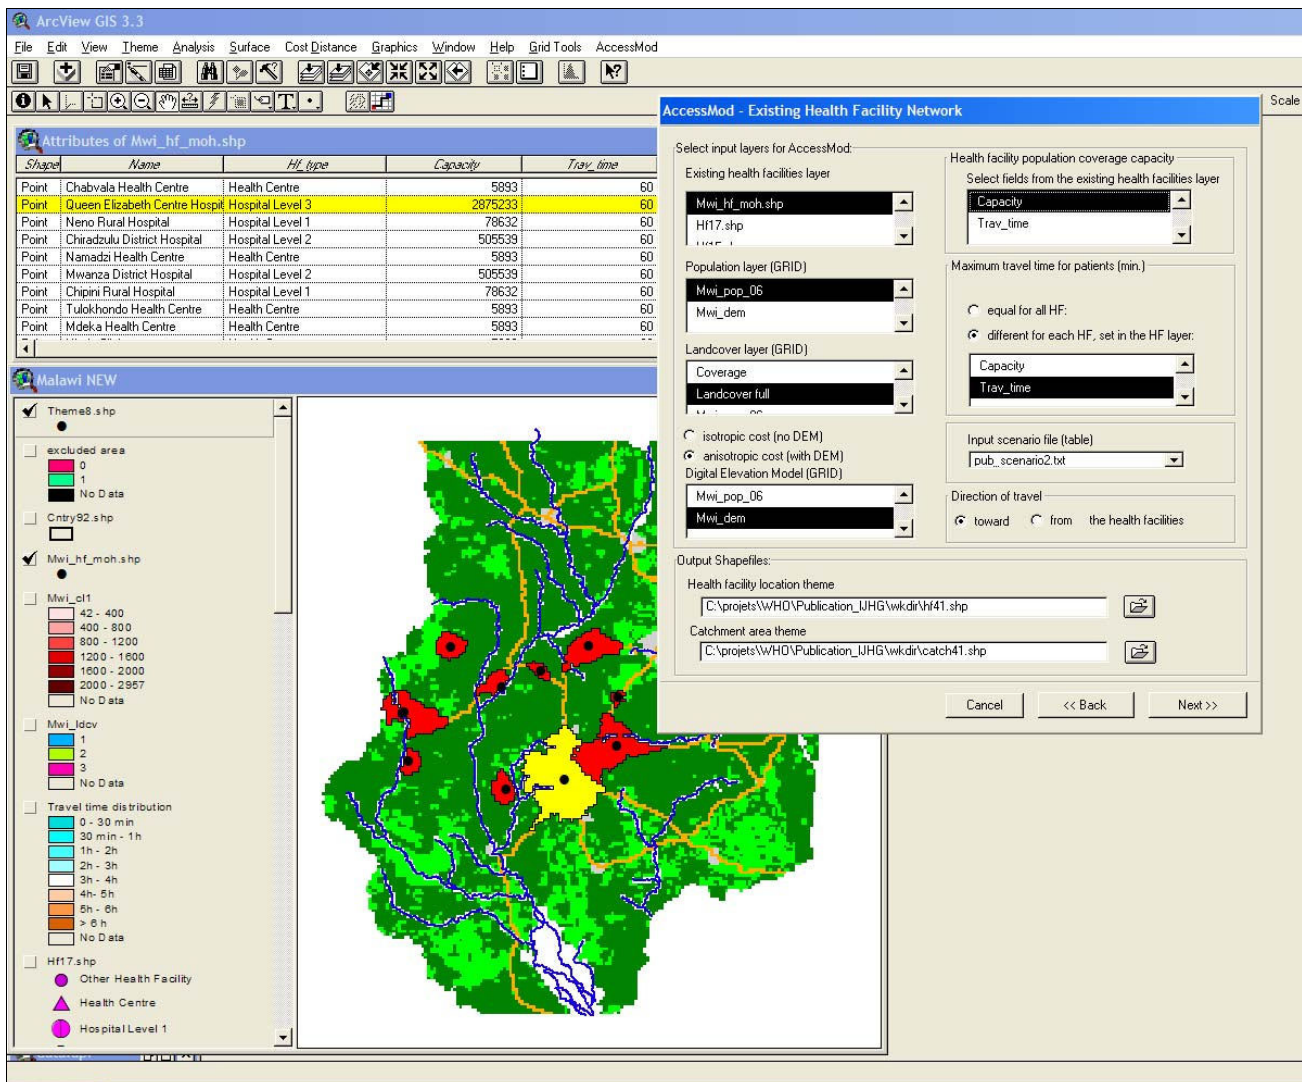 ArcView GIS 3.3
File Edit View Theme Analysis Surface Cost Distance Graphics Window Help Grid Tools AccessMod
Scale
Attributes of Mwi_hf_moh.shp
Shape Name Hf_type Capacity Trav_time
Point Chabvala Health Centre Health Centre 5893 60
Point Queen Elizabeth Centre Hospit Hospital Level 3 2875233 60
Point Neno Rural Hospital Hospital Level 1 78632 60
Point Chiradzulu District Hospital Hospital Level 2 505539 60
Point Namadzi Health Centre Health Centre 5893 60
Point Mwanza District Hospital Hospital Level 2 505539 60
Point Chipini Rural Hospital Hospital Level 1 78632 60
Point Tulokhondo Health Centre Health Centre 5893 60
Point Mdeka Health Centre Health Centre 5893 60
Malawi NEW
Theme8.shp
excluded area
0
1
No Data
Cntry92.shp
Mwi_hf_moh.shp
Mwi_cl1
42 - 400
400 - 800
800 - 1200
1200 - 1600
1600 - 2000
2000 - 2957
No Data
Mwi_ldcv
1
2
3
No Data
Travel time distribution
0 - 30 min
30 min - 1h
1h - 2h
2h - 3h
3h - 4h
4h- 5h
5h - 6h
> 6 h
No Data
Hf17.shp
Other Health Facility
Health Centre
Hospital Level 1
AccessMod - Existing Health Facility Network
Select input layers for AccessMod:
Existing health facilities layer
Mwi_hf_moh.shp
Hf17.shp
Population layer (GRID)
Mwi_pop_06
Mwi_dem
Landcover layer (GRID)
Coverage
Landcover full
isotropic cost (no DEM)
anisotropic cost (with DEM)
Digital Elevation Model (GRID)
Mwi_pop_06
Mwi_dem
Health facility population coverage capacity
Select fields from the existing health facilities layer
Capacity
Trav_time
Maximum travel time for patients (min.)
equal for all HF:
different for each HF, set in the HF layer:
Capacity
Trav_time
Input scenario file (table)
pub_scenario2.txt
Direction of travel
toward from the health facilities
Output Shapefiles:
Health facility location theme
C:\projets\WHO\Publication_IJHG\wkdir\hf41.shp
Catchment area theme
C:\projets\WHO\Publication_IJHG\wkdir\catch41.shp
Cancel << Back Next >>